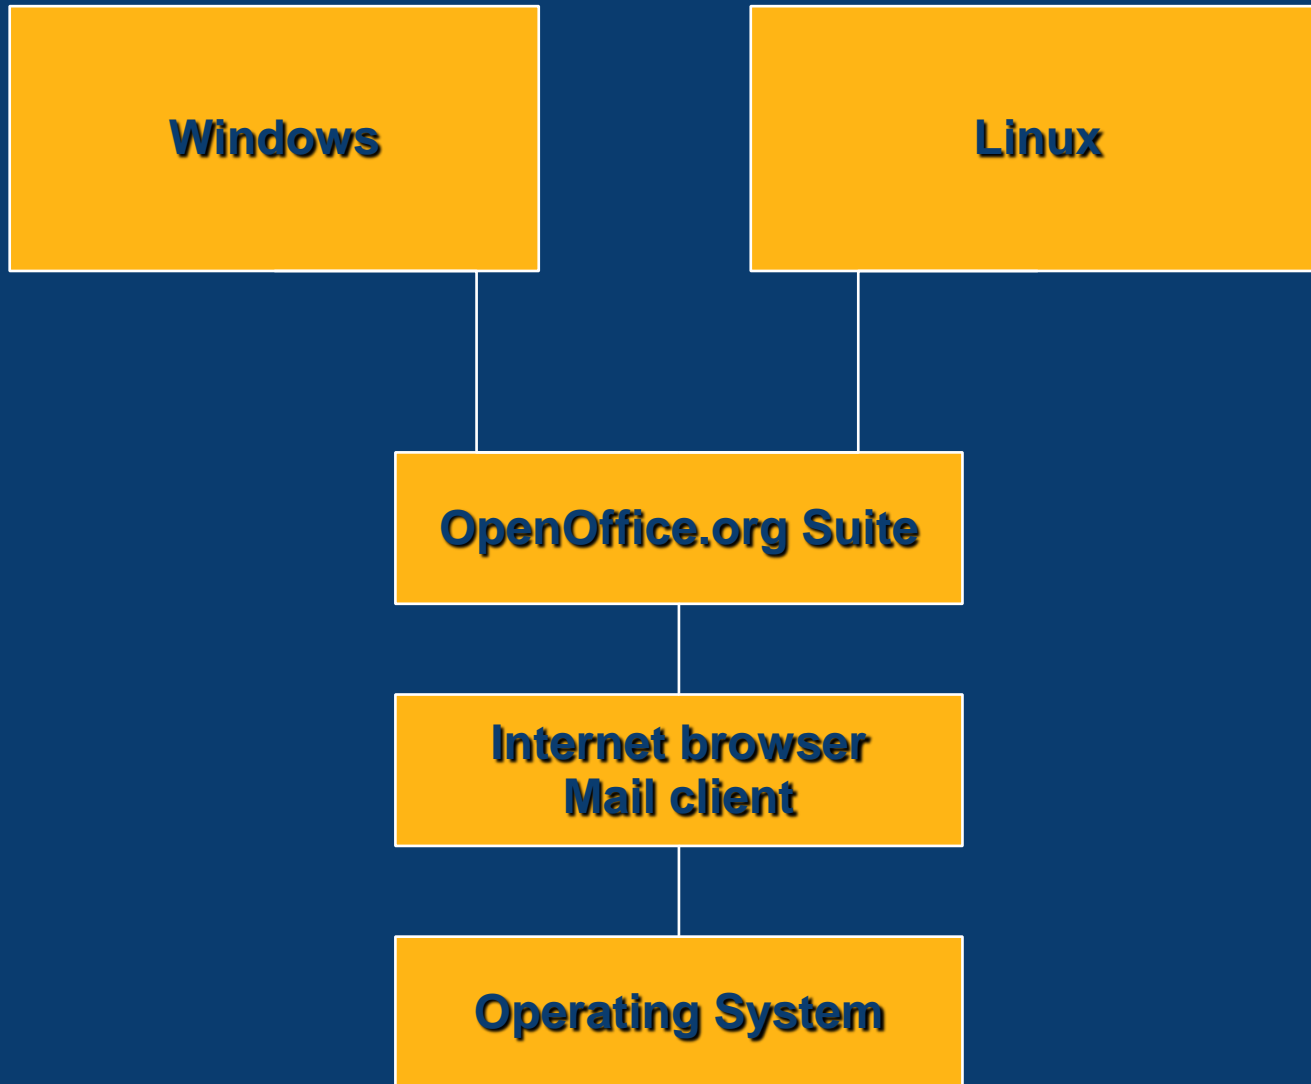 Windows
Linux
OpenOffice.org Suite
Internet browser
Mail client
Operating System